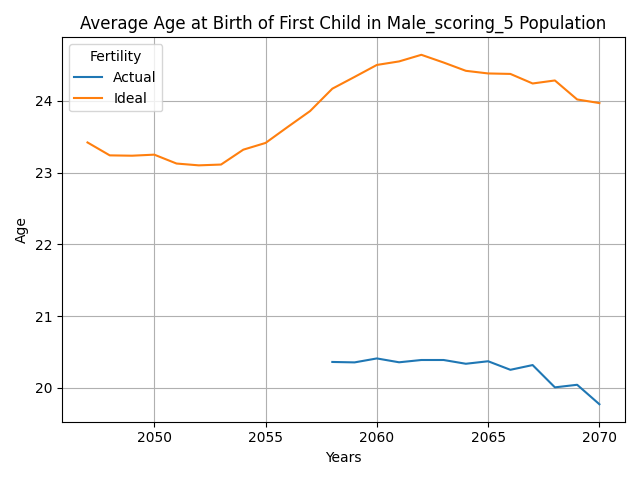 Average Age at Birth of First Child in Male_scoring_5 Population
Fertility
Actual
Ideal
24
23
22
21
20
Age
2050 2055 2060 2065 2070
Years